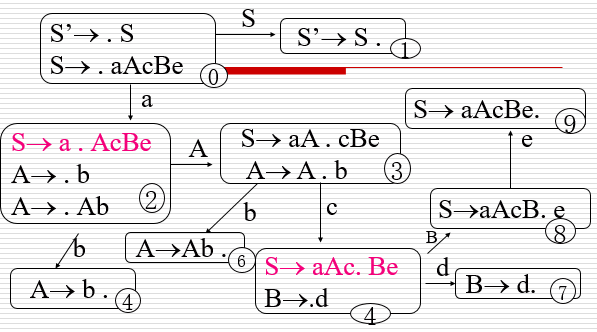 S’→ . S
S→ . aAcBe
0
S
S’→ S .
1
a
S→ a . AcBe
A→ . b
A→ . Ab
2
A
S→ aA . cBe
A→ A . b
3
S→ aAcBe.
9
e
b
A→Ab .
6
c
S→aAcB. e
8
B
b
A→ b .
4
S→ aAc. Be
B→.d
4
d
B→ d.
7